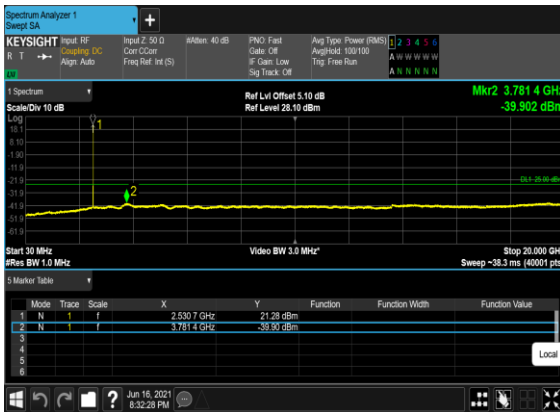 Spectrum Analyzer 1
Swept SA
KEYSIGHT
R T
Input: RF
Coupling: DC
Align: Auto
Input Z: 50 Ω
Corr CCorr
Freq Ref: Int (S)
#Atten: 40 dB
PNO: Fast
Gate: Off
IF Gain: Low
Sig Track: Off
Avg Type: Power (RMS)
Avg|Hold: 100/100
Trig: Free Run
1 2 3 4 5 6
A W W W W W
A N N N N N
1 Spectrum
Scale/Div 10 dB
Ref Lvl Offset 5.10 dB
Ref Level 28.10 dBm
Mkr2 3.781 4 GHz
-39.902 dBm
Log
18.1
8.10
-1.90
-11.9
-21.9
-31.9
-41.9
-51.9
-61.9
1
2
DL1 -25.00 dBm
Start 30 MHz
#Res BW 1.0 MHz
Video BW 3.0 MHz*
Stop 20.000 GH
Sweep ~38.3 ms (40001 pts
5 Marker Table
Mode Trace Scale X Y Function Function Width Function Value
1 N 1 f 2.530 7 GHz 21.28 dBm
2 N 1 f 3.781 4 GHz -39.90 dBm
3
4
5
6
Local
?
Jun 16, 2021
8:32:28 PM